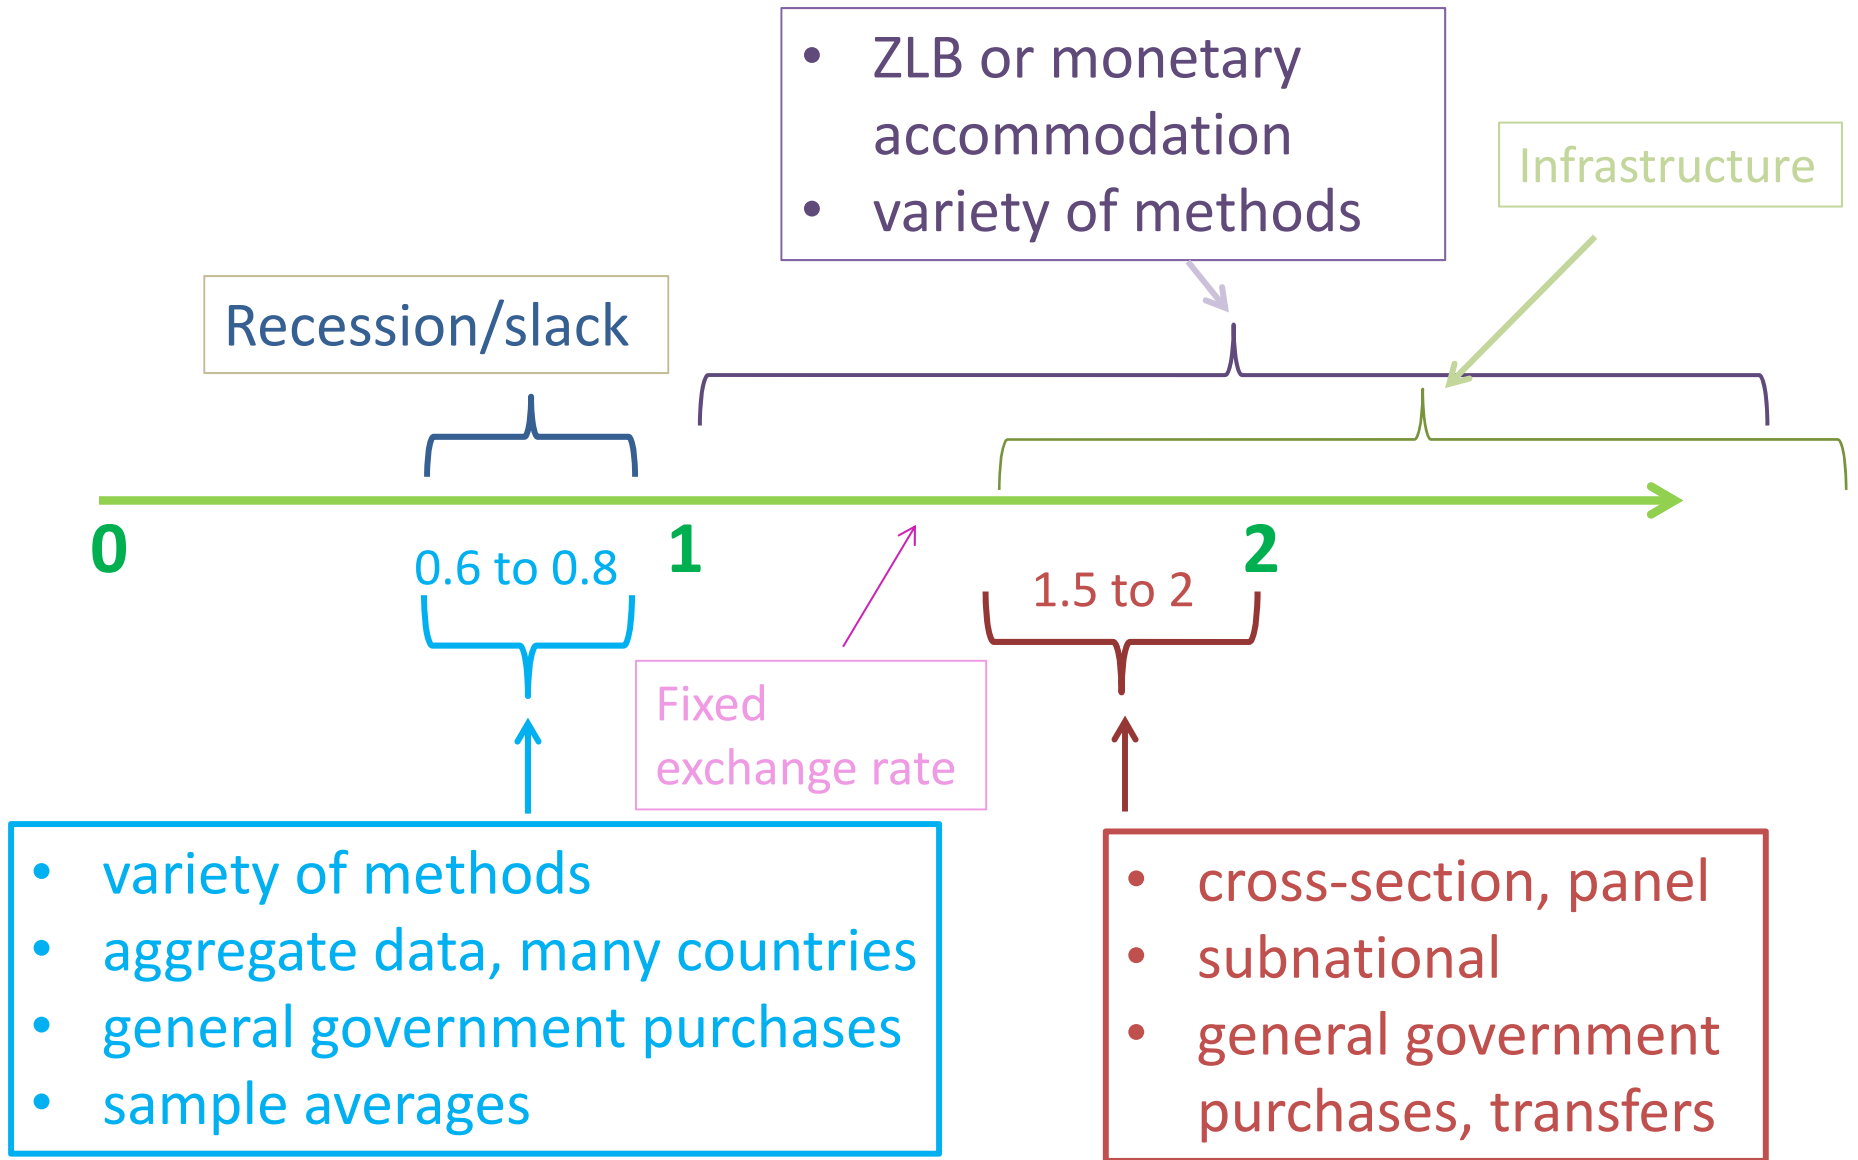 • ZLB or monetary
accommodation
• variety of methods
Infrastructure
Recession/slack
0
1
2
0.6 to 0.8
1.5 to 2
Fixed
exchange rate
• variety of methods
• aggregate data, many countries
• general government purchases
• sample averages
• cross-section, panel
• subnational
• general government
purchases, transfers